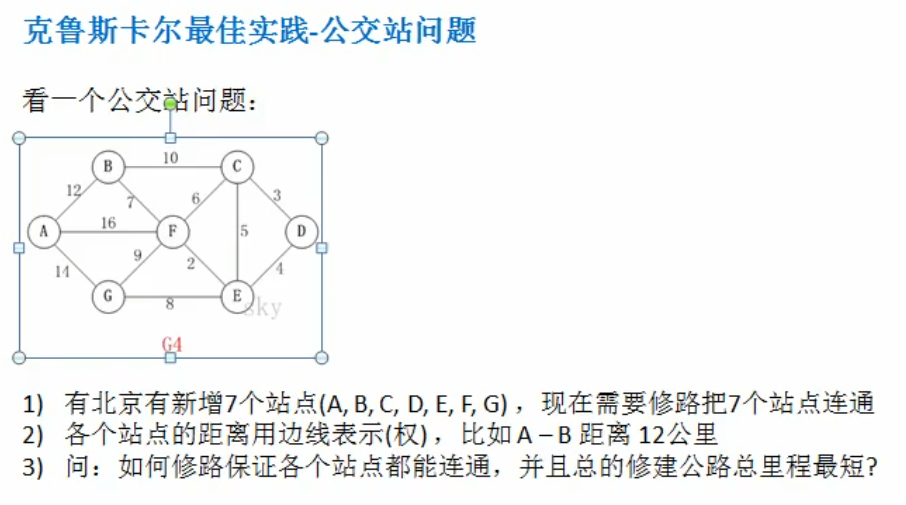 克鲁斯卡尔最佳实践-公交站问题
看一个公交站问题：
10
B C
12 7 6 3
16
A F 5 D
14 9 2 4
G E
8
sky
G4
1) 有北京有新增7个站点(A, B, C, D, E, F, G) ，现在需要修路把7个站点连通
2) 各个站点的距离用边线表示(权) ，比如 A – B 距离 12公里
3) 问：如何修路保证各个站点都能连通，并且总的修建公路总里程最短?